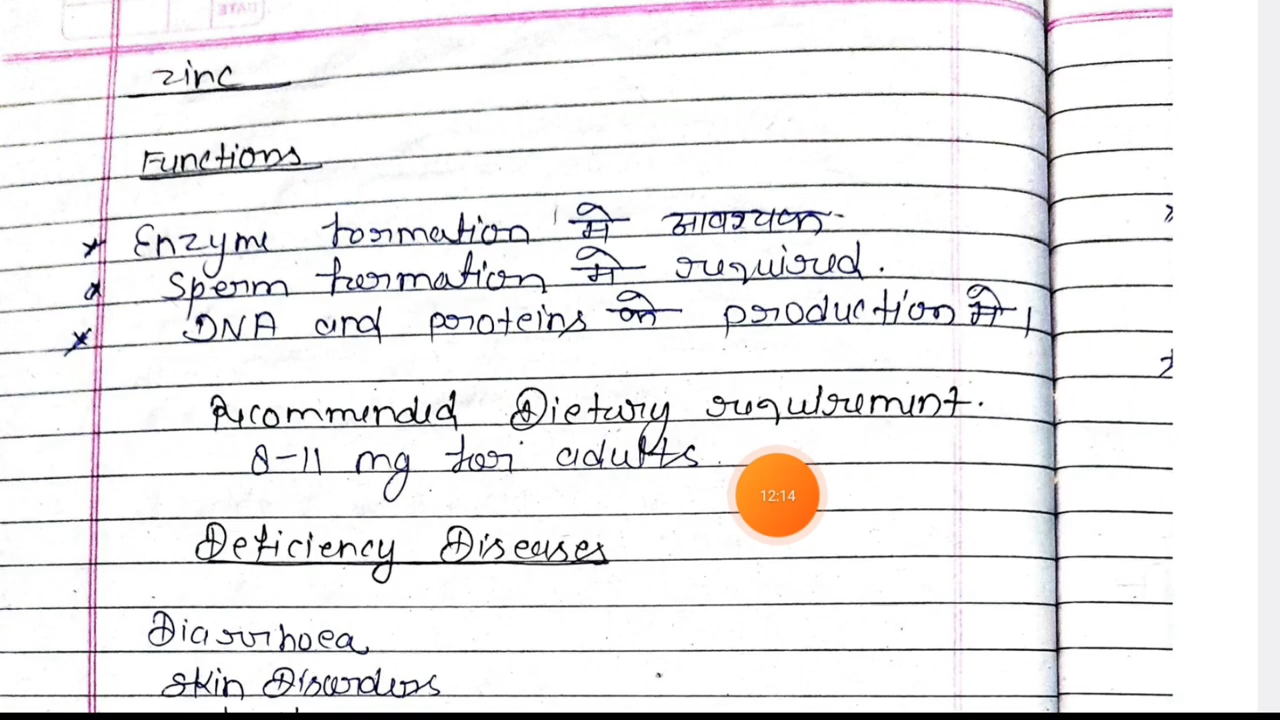 zinc
Functions
* Enzyme formation मे आवश्यक
* Sperm formation मे required.
* DNA and proteins के production मे।
Recommended Dietary requirement.
8-11 mg for adults.
12:14
Deficiency Diseases
Diarrhoea
Skin Disorders